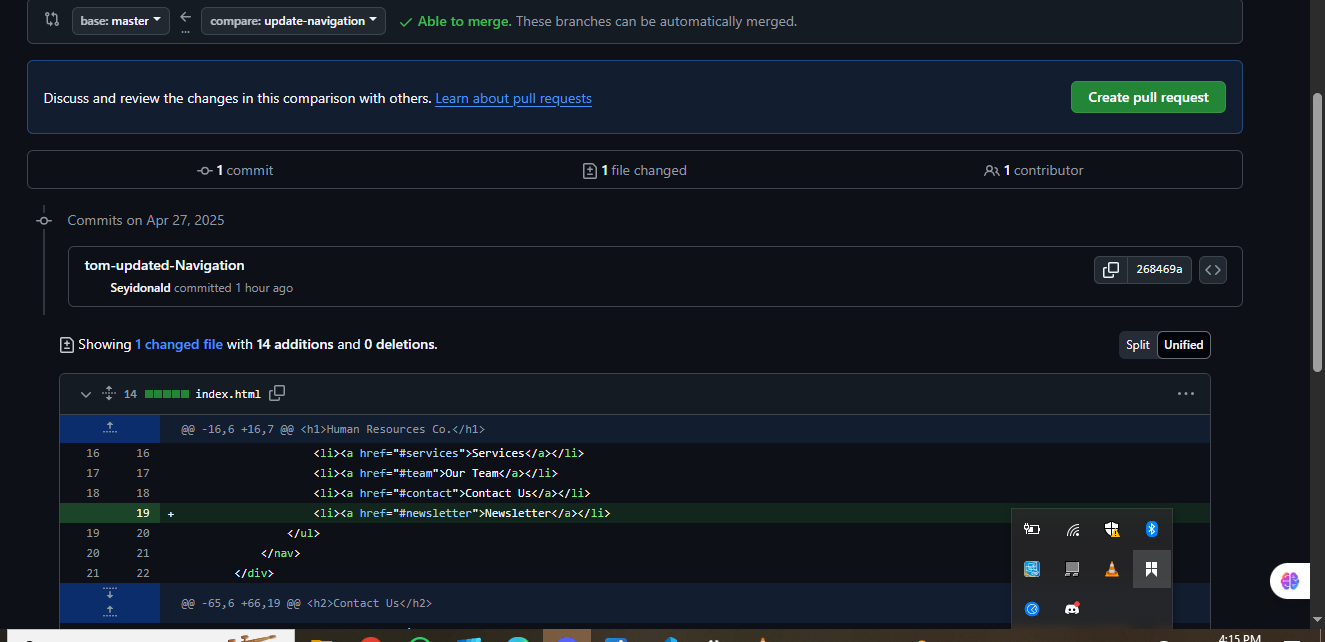 base: master compare: update-navigation Able to merge. These branches can be automatically merged.
...
Discuss and review the changes in this comparison with others. Learn about pull requests Create pull request
1 commit 1 file changed 1 contributor
Commits on Apr 27, 2025
tom-updated-Navigation 268469a
Seyidonald committed 1 hour ago
Showing 1 changed file with 14 additions and 0 deletions. Split Unified
14 index.html
@@ -16,6 +16,7 @@ <h1>Human Resources Co.</h1>
16 16 <li><a href="#services">Services</a></li>
17 17 <li><a href="#team">Our Team</a></li>
18 18 <li><a href="#contact">Contact Us</a></li>
19 + <li><a href="#newsletter">Newsletter</a></li>
19 20 </ul>
20 21 </nav>
21 22 </div>
@@ -65,6 +66,19 @@ <h2>Contact Us</h2>
4:15 PM